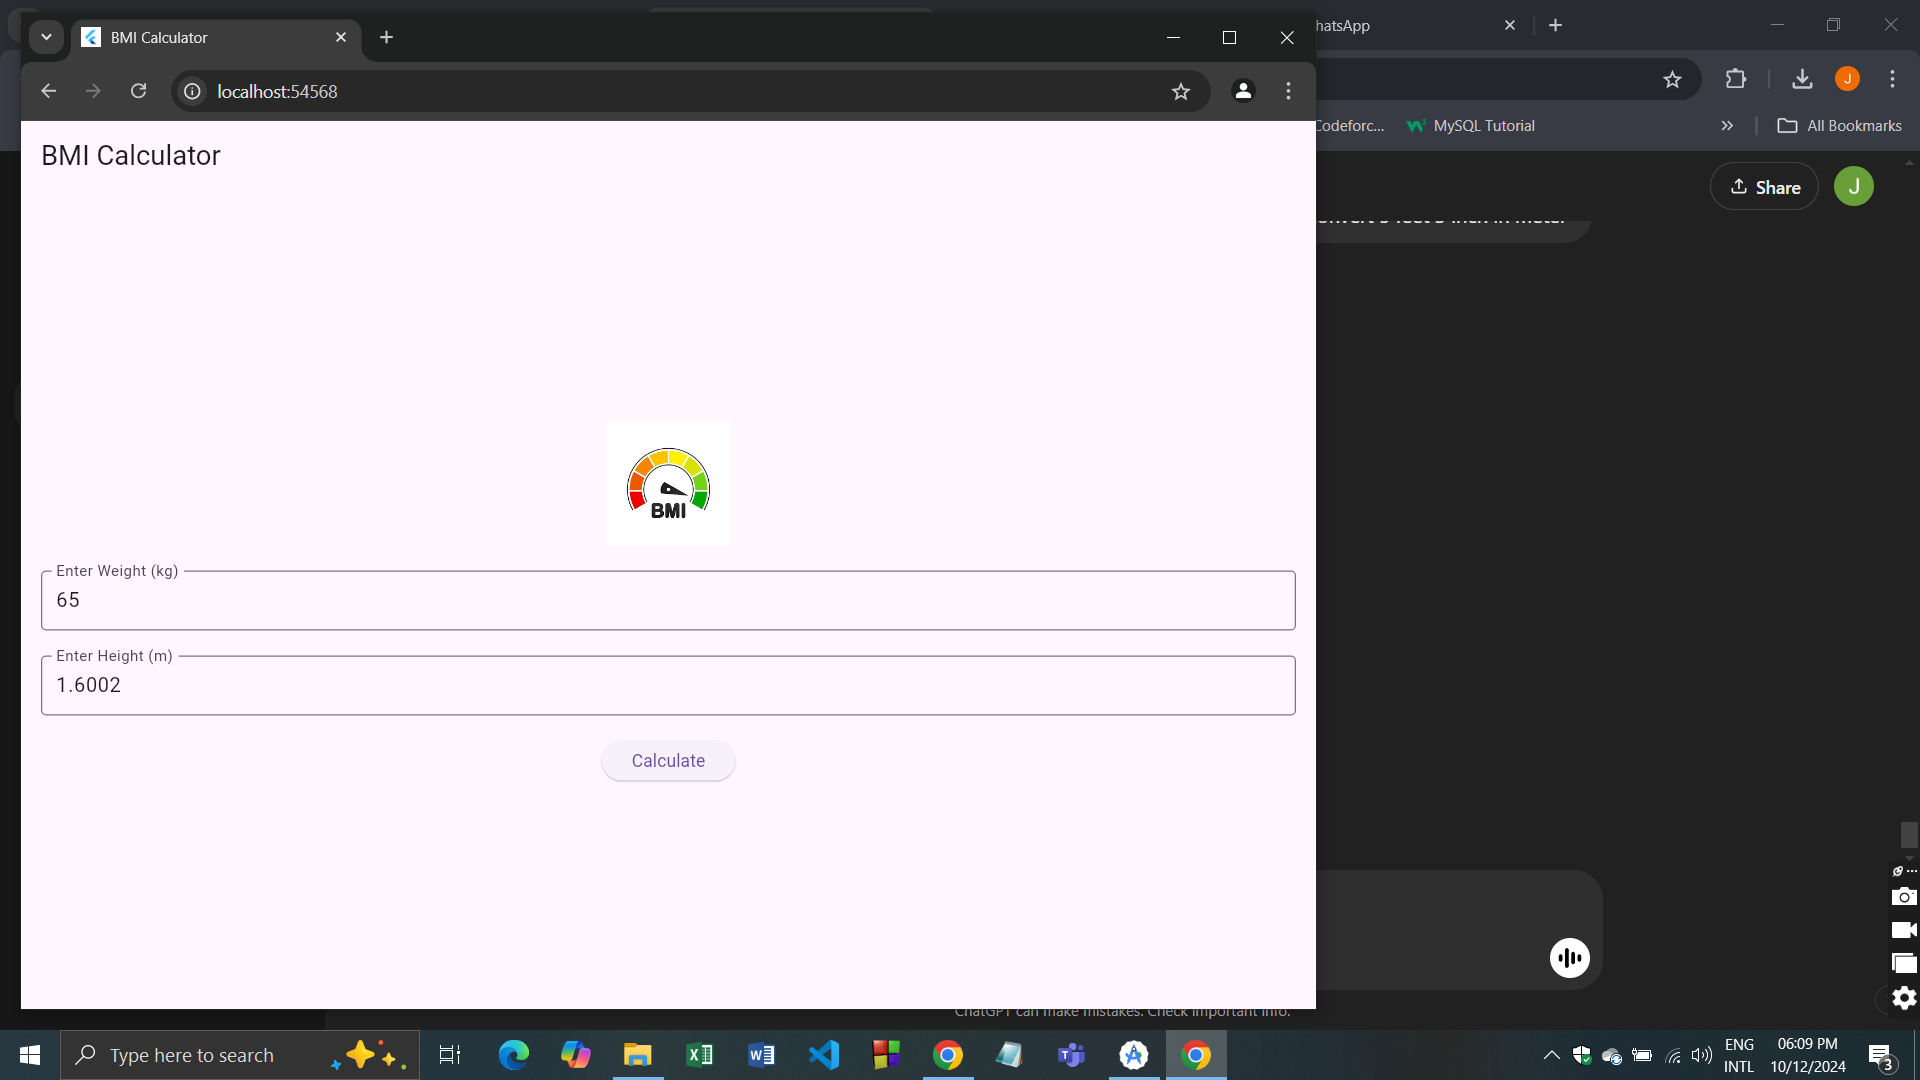 BMI Calculator
hatsApp
localhost:54568
Codeforc...
MySQL Tutorial
All Bookmarks
BMI Calculator
Share
J
J
BMI
Enter Weight (kg)
65
Enter Height (m)
1.6002
Calculate
ChatGPT can make mistakes. Check important info.
Type here to search
ENG
INTL
06:09 PM
10/12/2024
3